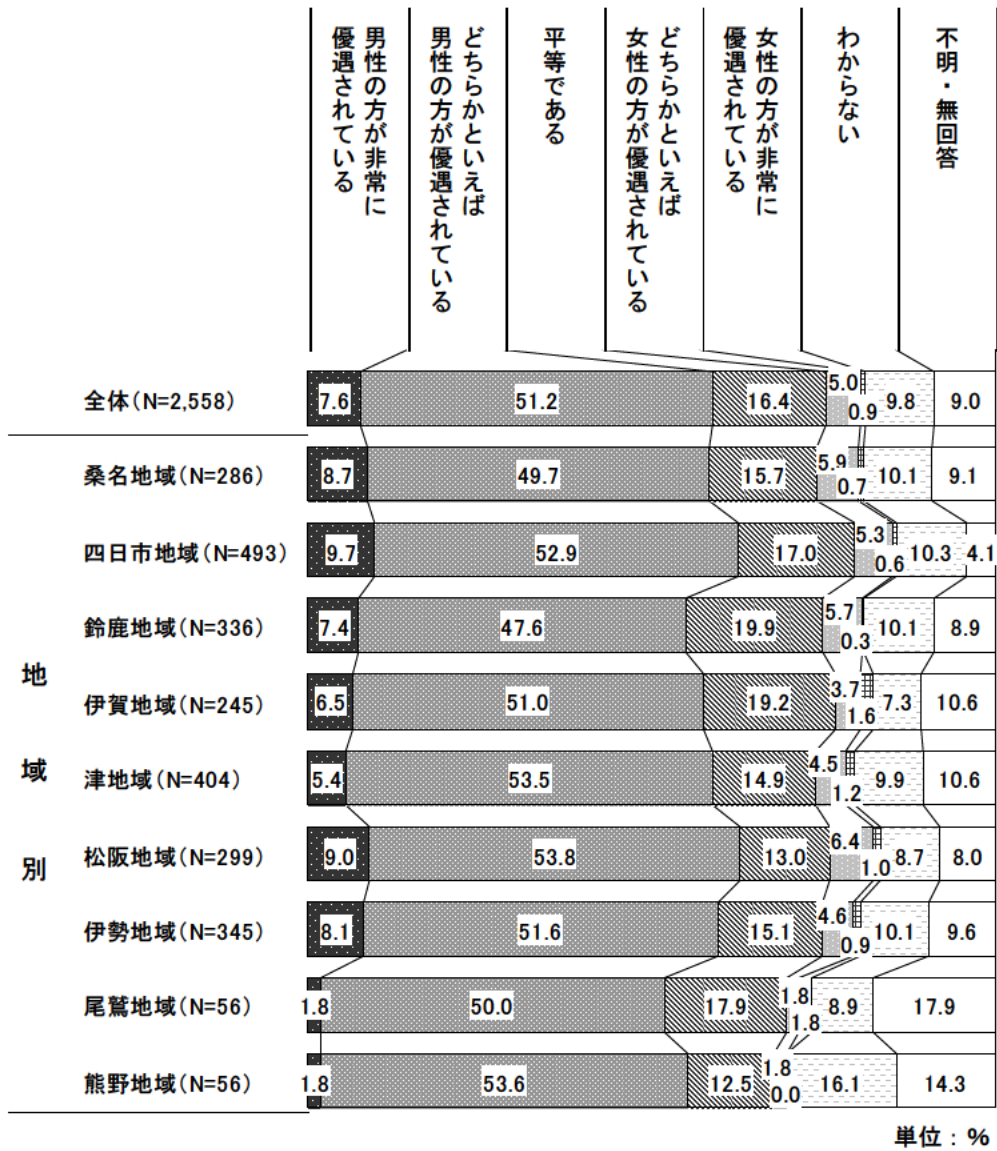 男性の方が非常に
優遇されている
どちらかといえば
男性の方が優遇されている
平等である
どちらかといえば
女性の方が優遇されている
女性の方が非常に
優遇されている
わからない
不明・無回答
全体(N=2,558)
7.6 51.2 16.4 5.0 0.9 9.8 9.0
地域別
桑名地域(N=286)
8.7 49.7 15.7 5.9 0.7 10.1 9.1
四日市地域(N=493)
9.7 52.9 17.0 5.3 0.6 10.3 4.1
鈴鹿地域(N=336)
7.4 47.6 19.9 5.7 0.3 10.1 8.9
伊賀地域(N=245)
6.5 51.0 19.2 3.7 1.6 7.3 10.6
津地域(N=404)
5.4 53.5 14.9 4.5 1.2 9.9 10.6
松阪地域(N=299)
9.0 53.8 13.0 6.4 1.0 8.7 8.0
伊勢地域(N=345)
8.1 51.6 15.1 4.6 0.9 10.1 9.6
尾鷲地域(N=56)
1.8 50.0 17.9 1.8 1.8 8.9 17.9
熊野地域(N=56)
1.8 53.6 12.5 1.8 0.0 16.1 14.3
単位：%